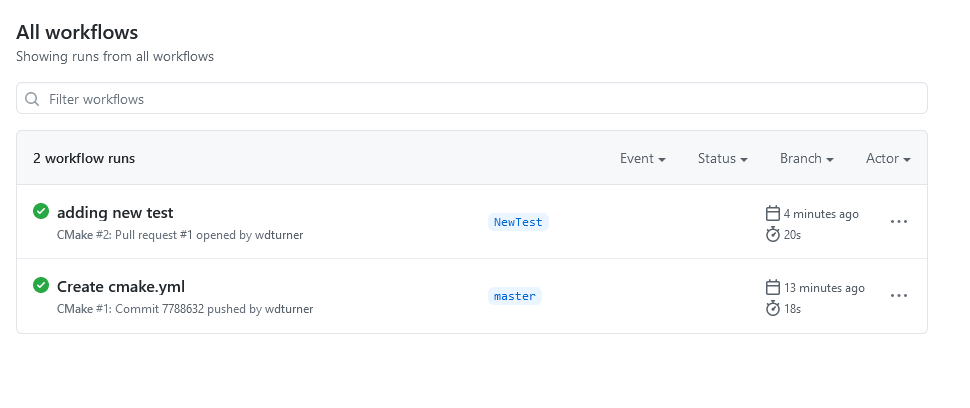 All workflows
Showing runs from all workflows
Filter workflows
2 workflow runs Event Status Branch Actor
adding new test
CMake #2: Pull request #1 opened by wdturner
NewTest
4 minutes ago
20s
Create cmake.yml
CMake #1: Commit 7788632 pushed by wdturner
master
13 minutes ago
18s